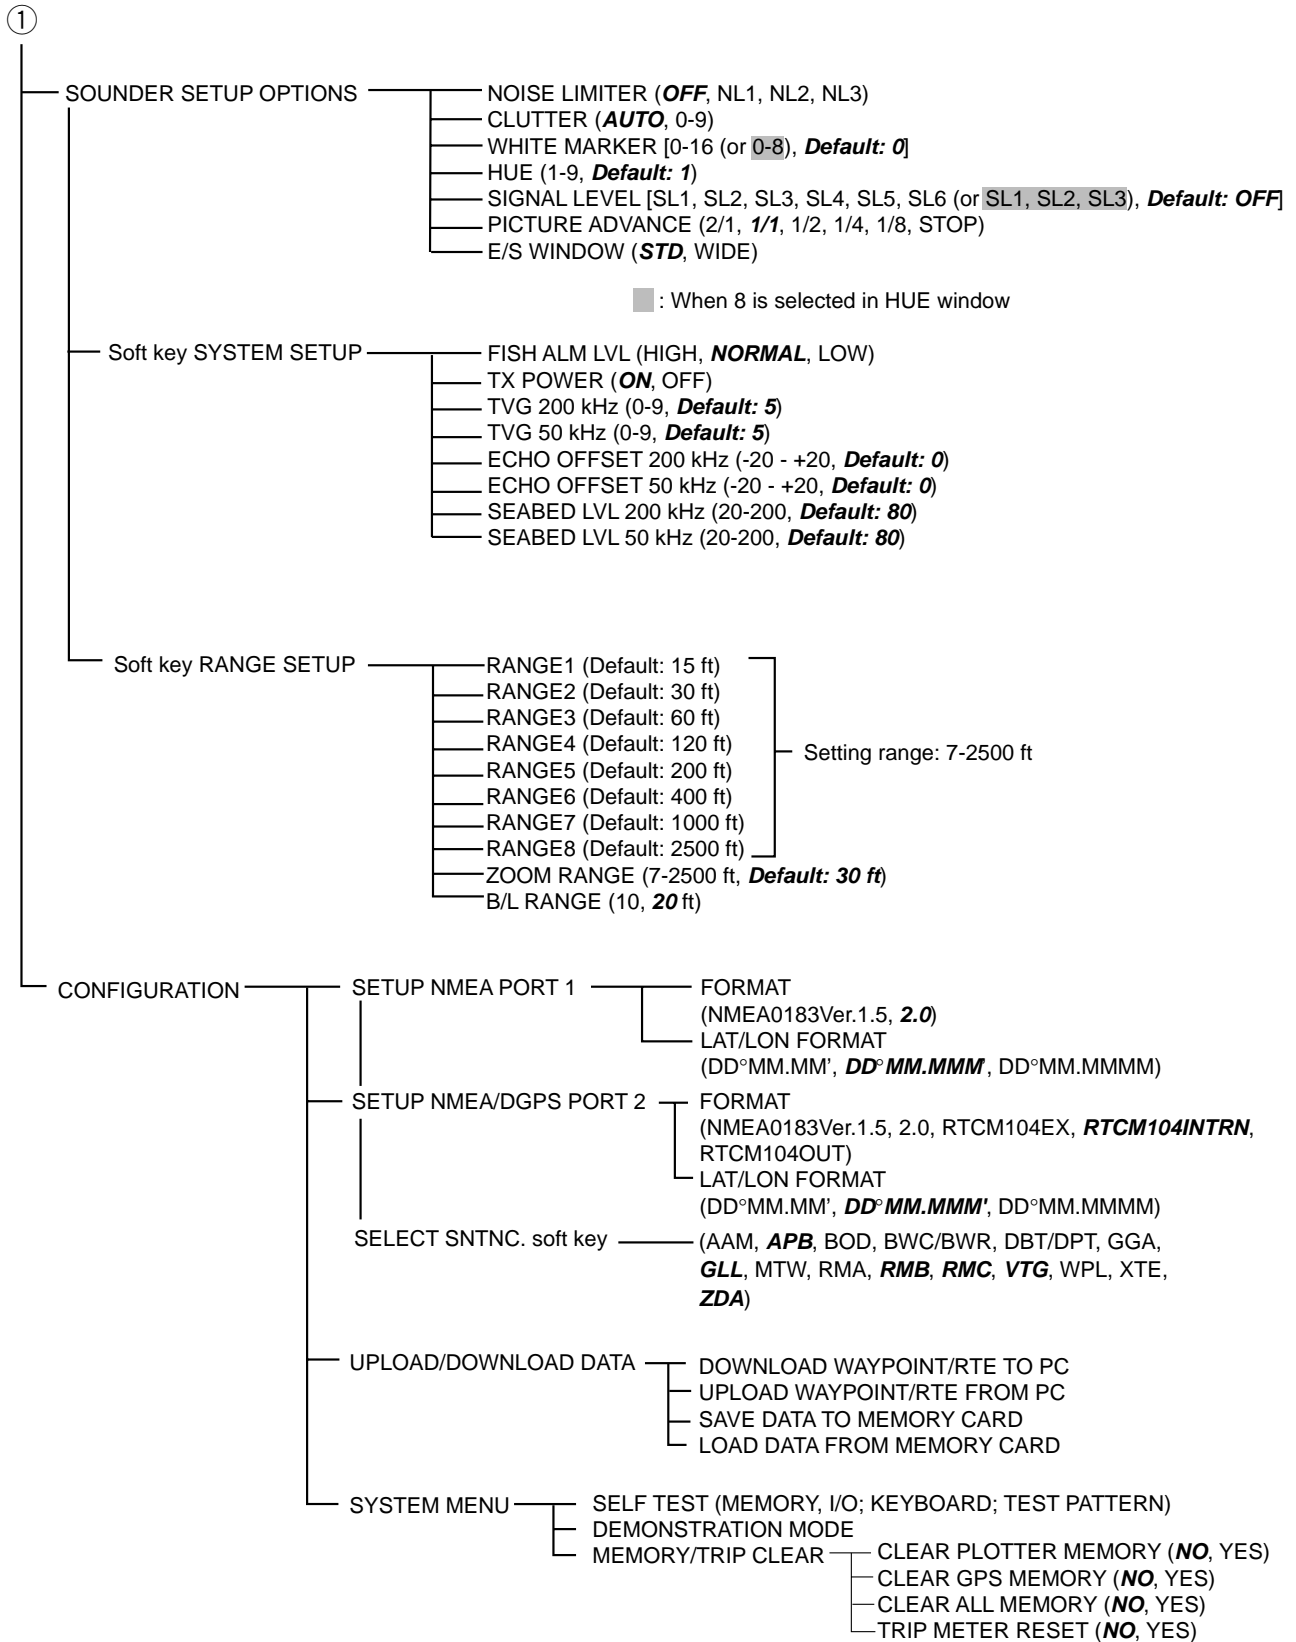 1
SOUNDER SETUP OPTIONS
NOISE LIMITER (OFF, NL1, NL2, NL3)
CLUTTER (AUTO, 0-9)
WHITE MARKER [0-16 (or 0-8), Default: 0]
HUE (1-9, Default: 1)
SIGNAL LEVEL [SL1, SL2, SL3, SL4, SL5, SL6 (or SL1, SL2, SL3), Default: OFF]
PICTURE ADVANCE (2/1, 1/1, 1/2, 1/4, 1/8, STOP)
E/S WINDOW (STD, WIDE)
: When 8 is selected in HUE window
Soft key SYSTEM SETUP
FISH ALM LVL (HIGH, NORMAL, LOW)
TX POWER (ON, OFF)
TVG 200 kHz (0-9, Default: 5)
TVG 50 kHz (0-9, Default: 5)
ECHO OFFSET 200 kHz (-20 - +20, Default: 0)
ECHO OFFSET 50 kHz (-20 - +20, Default: 0)
SEABED LVL 200 kHz (20-200, Default: 80)
SEABED LVL 50 kHz (20-200, Default: 80)
Soft key RANGE SETUP
RANGE1 (Default: 15 ft)
RANGE2 (Default: 30 ft)
RANGE3 (Default: 60 ft)
RANGE4 (Default: 120 ft)
RANGE5 (Default: 200 ft)
RANGE6 (Default: 400 ft)
RANGE7 (Default: 1000 ft)
RANGE8 (Default: 2500 ft)
Setting range: 7-2500 ft
ZOOM RANGE (7-2500 ft, Default: 30 ft)
B/L RANGE (10, 20 ft)
CONFIGURATION
SETUP NMEA PORT 1
FORMAT
(NMEA0183Ver.1.5, 2.0)
LAT/LON FORMAT
(DD°MM.MM’, DD°MM.MMM', DD°MM.MMMM)
SETUP NMEA/DGPS PORT 2
FORMAT
(NMEA0183Ver.1.5, 2.0, RTCM104EX, RTCM104INTRN,
RTCM104OUT)
LAT/LON FORMAT
(DD°MM.MM’, DD°MM.MMM', DD°MM.MMMM)
SELECT SNTNC. soft key
(AAM, APB, BOD, BWC/BWR, DBT/DPT, GGA,
GLL, MTW, RMA, RMB, RMC, VTG, WPL, XTE,
ZDA)
UPLOAD/DOWNLOAD DATA
DOWNLOAD WAYPOINT/RTE TO PC
UPLOAD WAYPOINT/RTE FROM PC
SAVE DATA TO MEMORY CARD
LOAD DATA FROM MEMORY CARD
SYSTEM MENU
SELF TEST (MEMORY, I/O; KEYBOARD; TEST PATTERN)
DEMONSTRATION MODE
MEMORY/TRIP CLEAR
CLEAR PLOTTER MEMORY (NO, YES)
CLEAR GPS MEMORY (NO, YES)
CLEAR ALL MEMORY (NO, YES)
TRIP METER RESET (NO, YES)